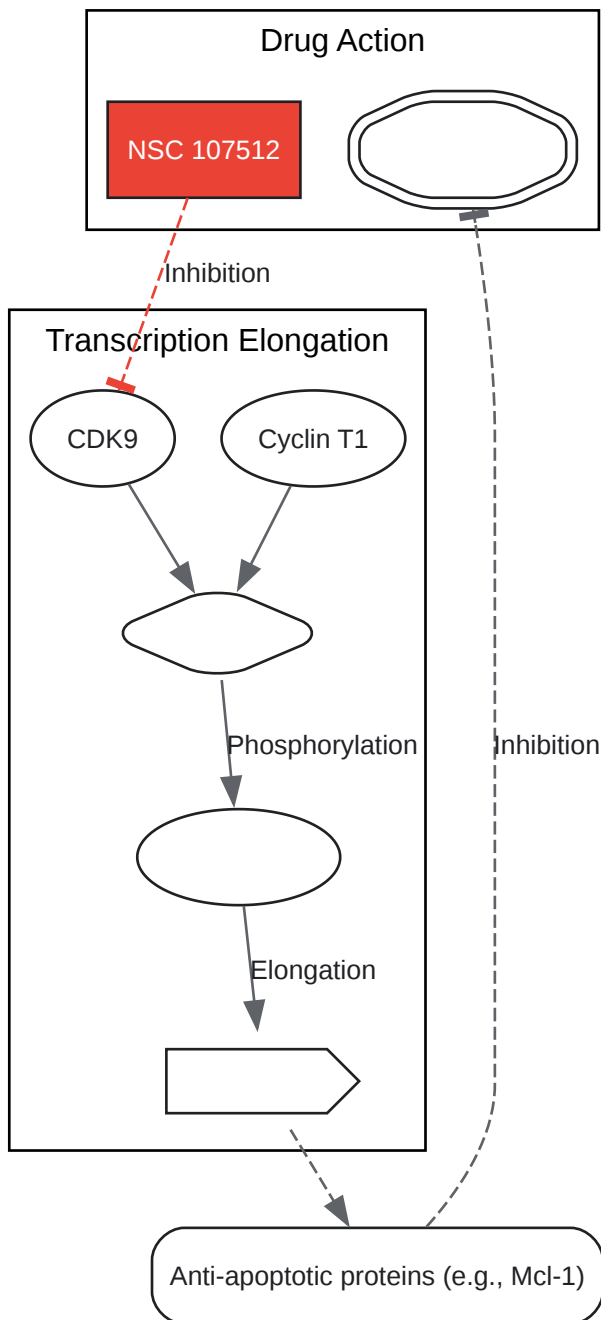 Drug Action
NSC 107512
Inhibition
Transcription Elongation
CDK9
Cyclin T1
Phosphorylation
Inhibition
Elongation
Anti-apoptotic proteins (e.g., Mcl-1)